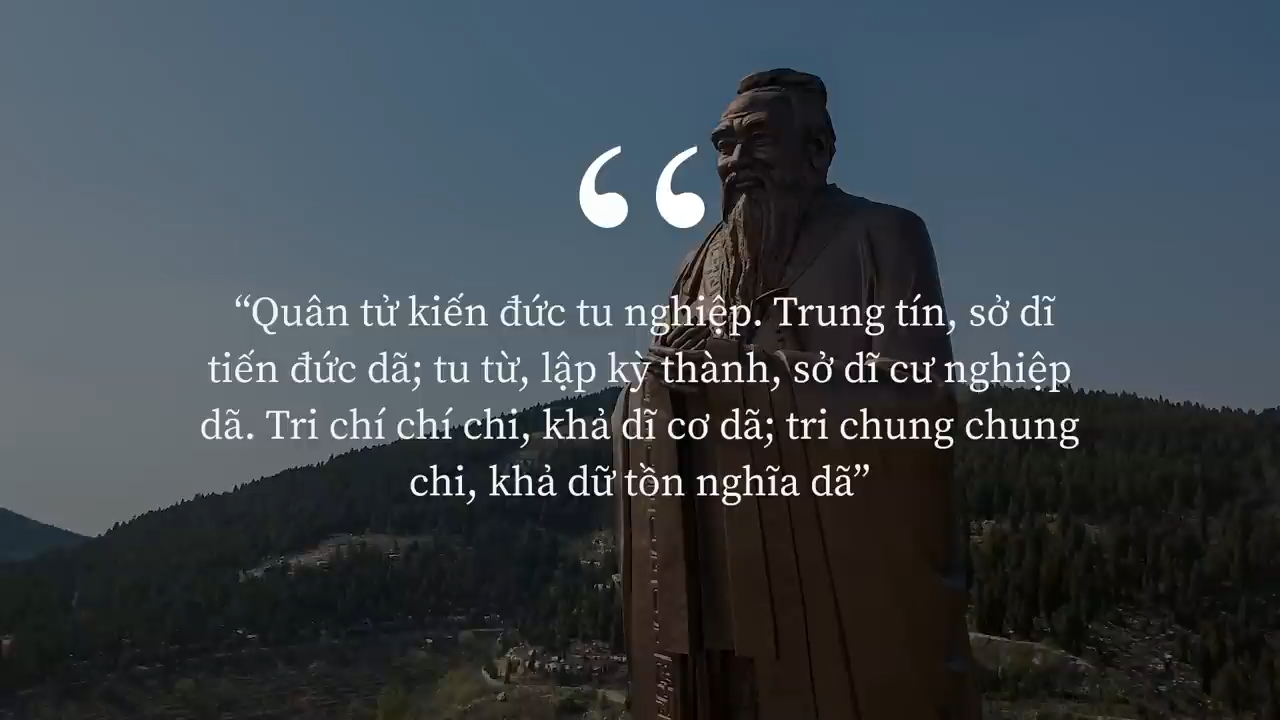 “Quân tử kiến đức tu nghiệp. Trung tín, sở dĩ
tiến đức dã; tu từ, lập kỳ thành, sở dĩ cư nghiệp
dã. Tri chí chí chi, khả dĩ cơ dã; tri chung chung
chi, khả dữ tồn nghĩa dã”